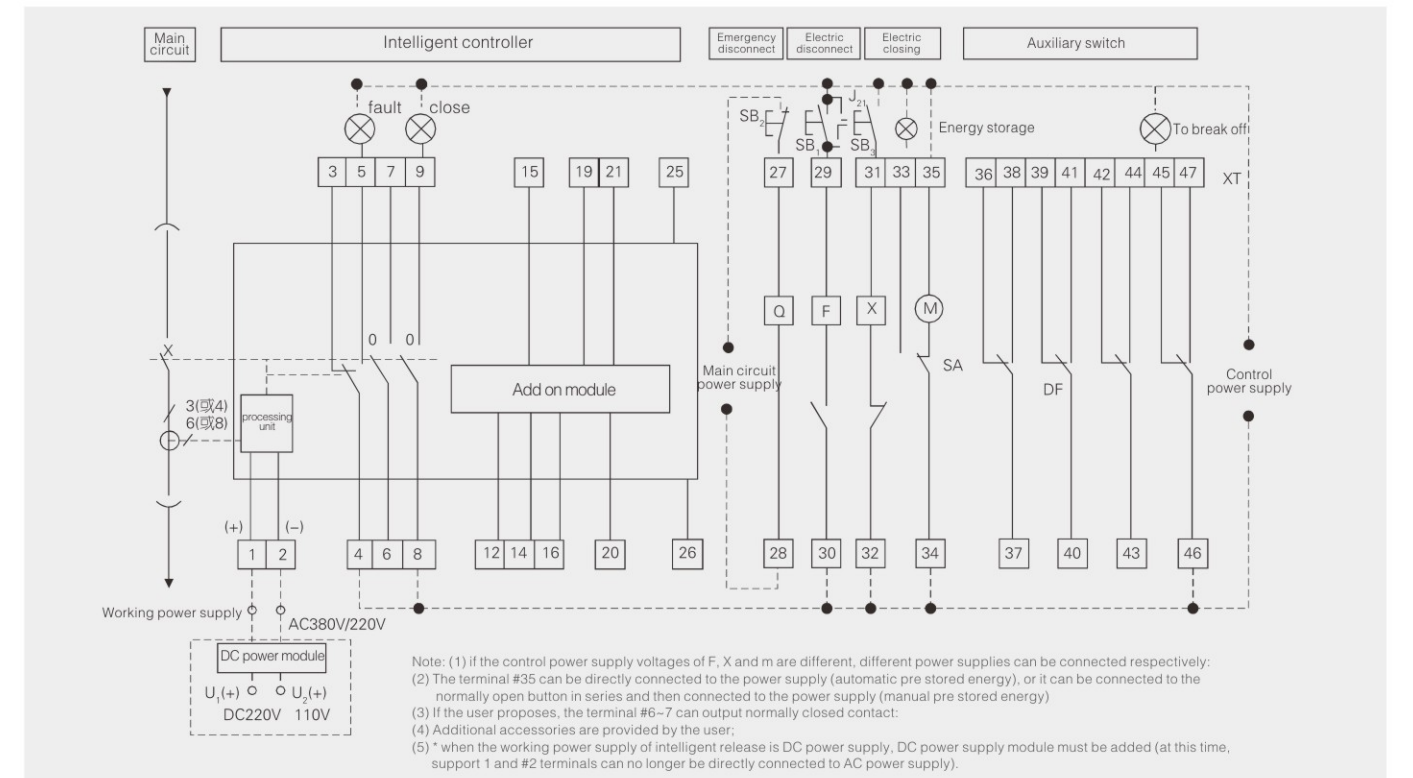 Main
circuit
Intelligent controller
Emergency
disconnect
Electric
disconnect
Electric
closing
Auxiliary switch
fault
close
SB2
SB1
J21
SB3
Energy storage
To break off
3 5 7 9
15
19 21
25
27
29
31 33 35
36 38 39 41 42 44 45 47
XT
0 0
Q
F
X
M
X
SA
DF
Add on module
Main circuit
power supply
Control
power supply
3(或4)
6(或8)
processing
unit
(+)
(−)
1 2
4 6 8
12 14 16
20
26
28
30
32
34
37
40
43
46
Working power supply
AC380V/220V
DC power module
U1(+)
U2(+)
DC220V 110V
Note: (1) if the control power supply voltages of F, X and m are different, different power supplies can be connected respectively:
(2) The terminal #35 can be directly connected to the power supply (automatic pre stored energy), or it can be connected to the
normally open button in series and then connected to the power supply (manual pre stored energy)
(3) If the user proposes, the terminal #6~7 can output normally closed contact:
(4) Additional accessories are provided by the user;
(5) * when the working power supply of intelligent release is DC power supply, DC power supply module must be added (at this time,
support 1 and #2 terminals can no longer be directly connected to AC power supply).